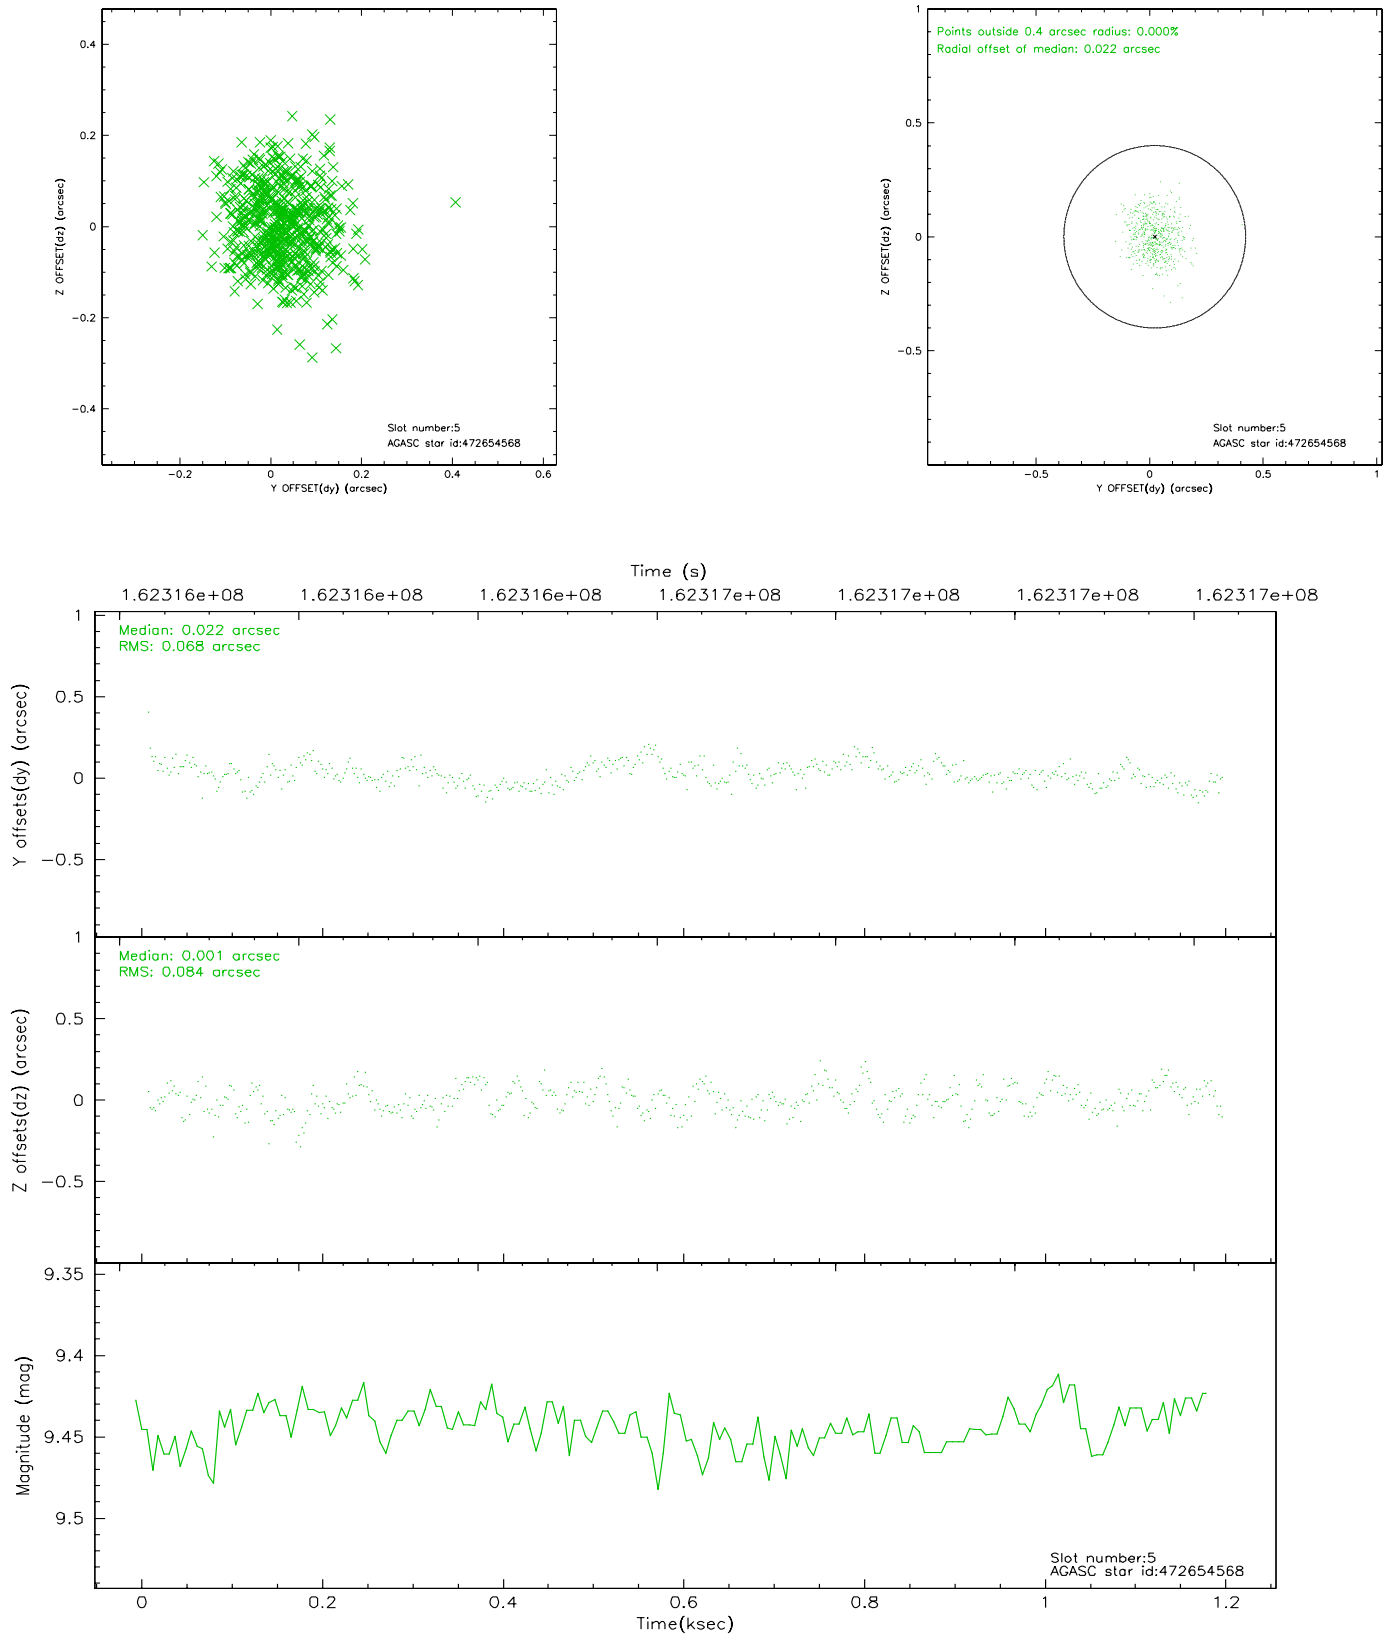 0.4
0.2
0
−0.2
−0.4
Z OFFSET(dz) (arcsec)
Slot number:5
AGASC star id:472654568
−0.2 0 0.2 0.4 0.6
Y OFFSET(dy) (arcsec)
1
0.5
0
−0.5
Z OFFSET(dz) (arcsec)
Points outside 0.4 arcsec radius: 0.000%
Radial offset of median: 0.022 arcsec
Slot number:5
AGASC star id:472654568
−0.5 0 0.5 1
Y OFFSET(dy) (arcsec)
Time (s)
1.62316e+08 1.62316e+08 1.62316e+08 1.62317e+08 1.62317e+08 1.62317e+08 1.62317e+08
1
0.5
0
−0.5
Y offsets(dy) (arcsec)
Median: 0.022 arcsec
RMS: 0.068 arcsec
1
0.5
0
−0.5
Z offsets(dz) (arcsec)
Median: 0.001 arcsec
RMS: 0.084 arcsec
9.35
9.4
9.45
9.5
Magnitude (mag)
Slot number:5
AGASC star id:472654568
0 0.2 0.4 0.6 0.8 1 1.2
Time(ksec)